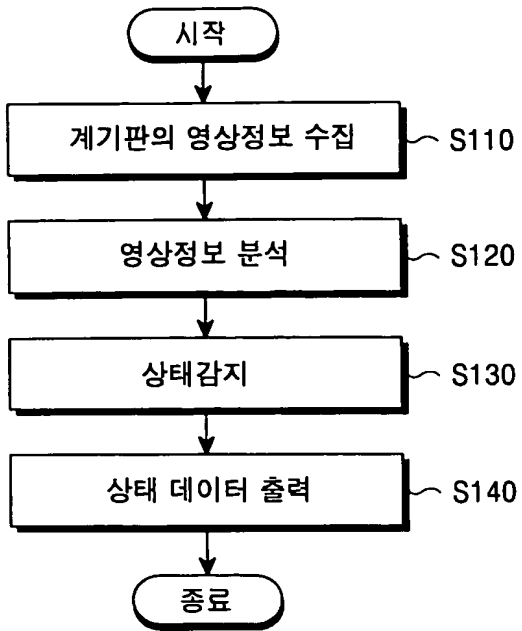 시작
계기판의 영상정보 수집
S110
영상정보 분석
S120
상태감지
S130
상태 데이터 출력
S140
종료